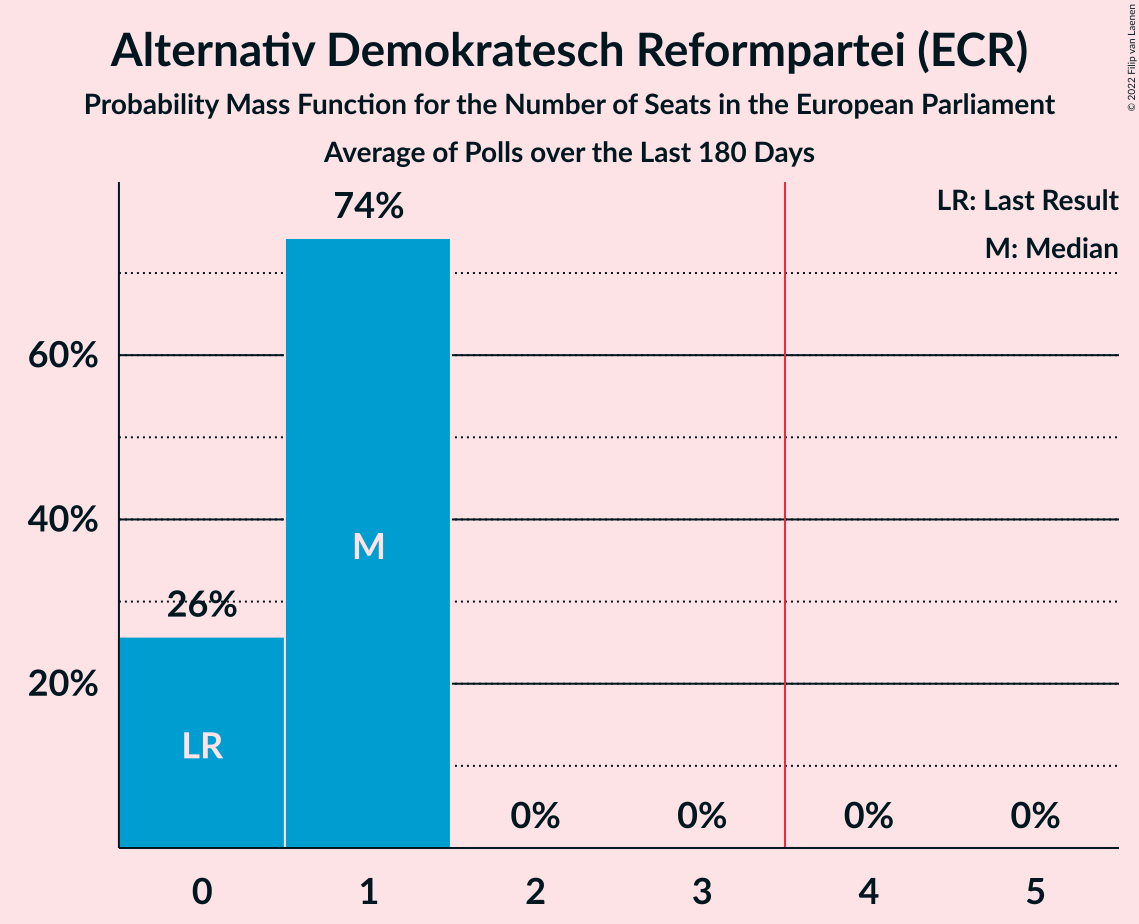 Alternativ Demokratesch Reformpartei (ECR)
Probability Mass Function for the Number of Seats in the European Parliament
Average of Polls over the Last 180 Days
© 2022 Filip van Laenen
LR: Last Result
M: Median
74%
60%
40%
M
26%
20%
LR
0% 0% 0% 0%
0 1 2 3 4 5